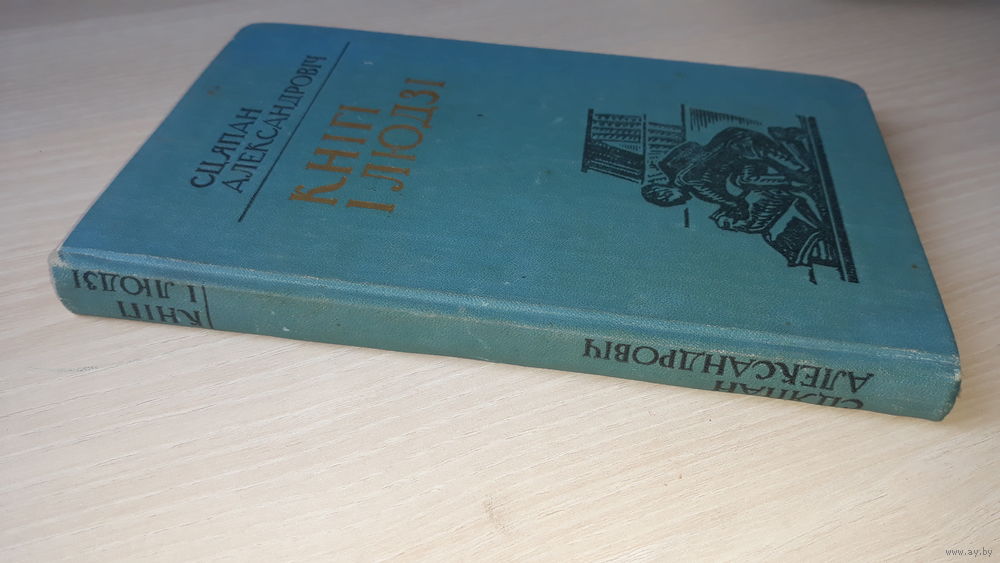 СЦЯПАН
АЛЕКСАНДРОВІЧ
КНІГІ
І ЛЮДЗІ
СЦЯПАН
АЛЕКСАНДРОВІЧ
КНІГІ
І ЛЮДЗІ
www.ay.by